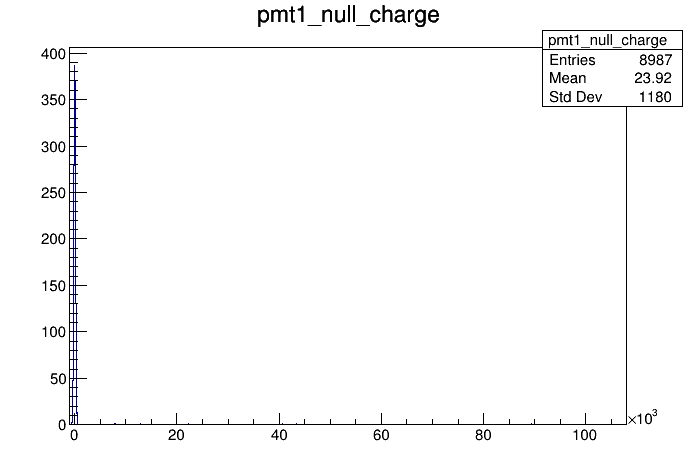 pmt1_null_charge
pmt1_null_charge
Entries 8987
Mean 23.92
Std Dev 1180
400
350
300
250
200
150
100
50
0
0 20 40 60 80 100
×10³